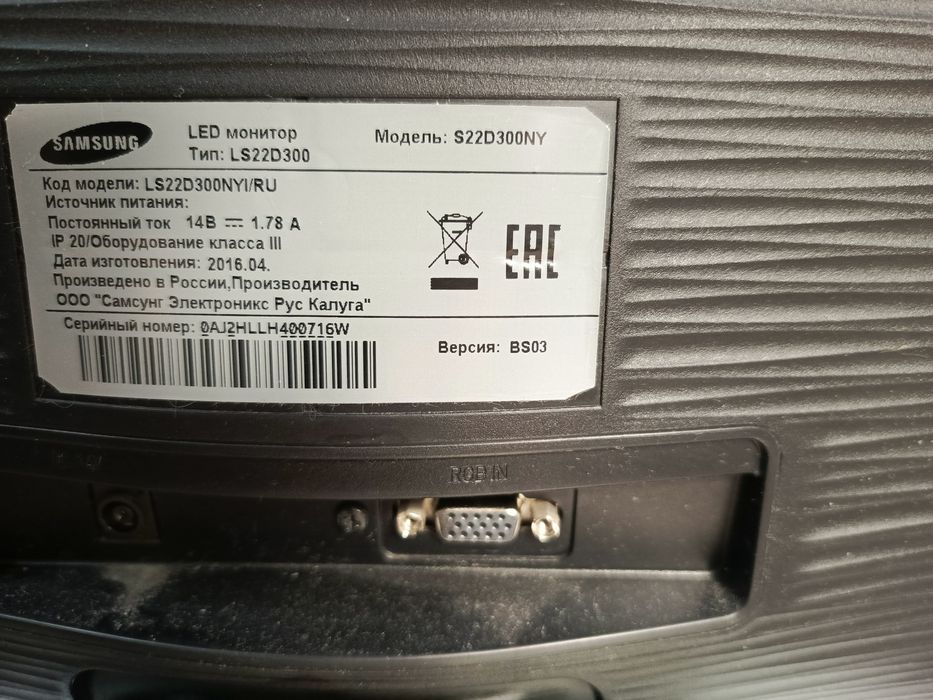 SAMSUNG
LED монитор
Тип: LS22D300
Модель: S22D300NY
Код модели: LS22D300NYI/RU
Источник питания:
Постоянный ток 14В ⎓ 1.78 А
IP 20/Оборудование класса III
Дата изготовления: 2016.04.
Произведено в России,Производитель
ООО "Самсунг Электроникс Рус Калуга"
EAC
Серийный номер: 0AJ2HLLH400716W
Версия: BS03
RGB IN